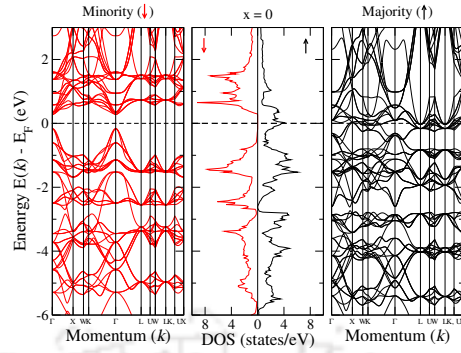 Minority (↓)
x = 0
Majority (↑)
Enenrgy E(k) - E_F (eV)
2
0
-2
-4
-6
Γ X WK Γ L UW LK, UX
8 4 0 4 8
Γ X WK Γ L UW LK, UX
Momentum (k)
DOS (states/eV)
Momentum (k)